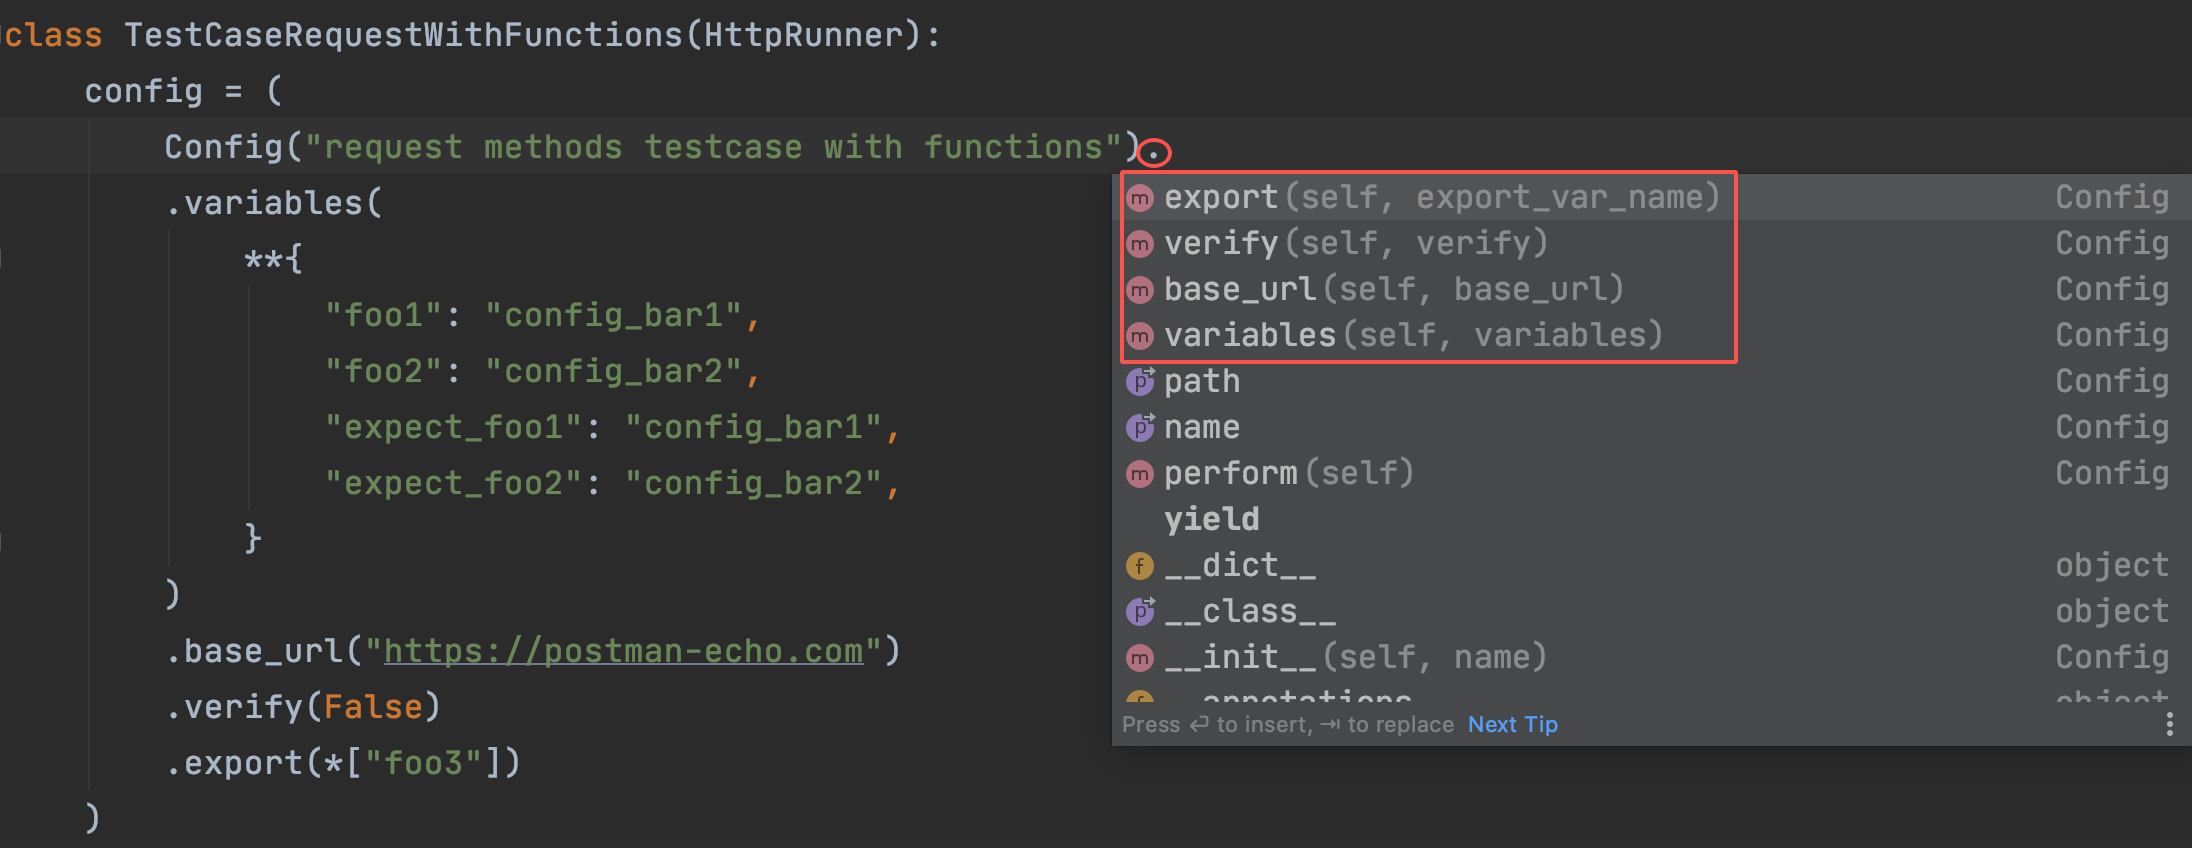 class TestCaseRequestWithFunctions(HttpRunner):
config = (
Config("request methods testcase with functions").
.variables(
**{
"foo1": "config_bar1",
"foo2": "config_bar2",
"expect_foo1": "config_bar1",
"expect_foo2": "config_bar2",
}
)
.base_url("https://postman-echo.com")
.verify(False)
.export(*["foo3"])
)
m export(self, export_var_name) Config
m verify(self, verify) Config
m base_url(self, base_url) Config
m variables(self, variables) Config
p path Config
p name Config
m perform(self) Config
yield
f __dict__ object
p __class__ object
m __init__(self, name) Config
Press ↩ to insert, ⇥ to replace Next Tip